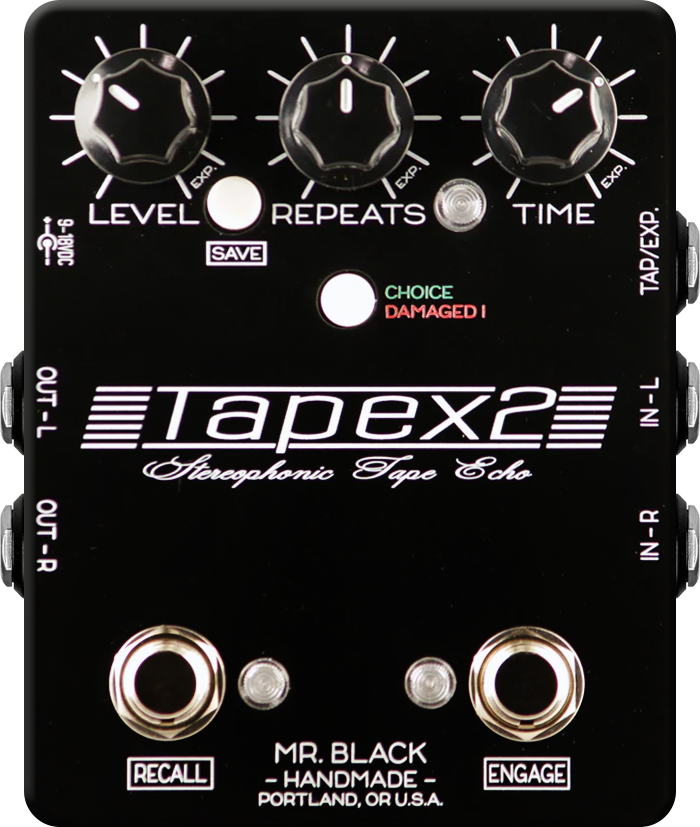 EXP.
EXP.
EXP.
LEVEL
REPEATS
TIME
9-18VDC
SAVE
TAP/EXP.
CHOICE
DAMAGED I
OUT-L
IN-L
Tapex2
Stereophonic Tape Echo
OUT-R
IN-R
RECALL
MR. BLACK
- HANDMADE -
PORTLAND, OR U.S.A.
ENGAGE